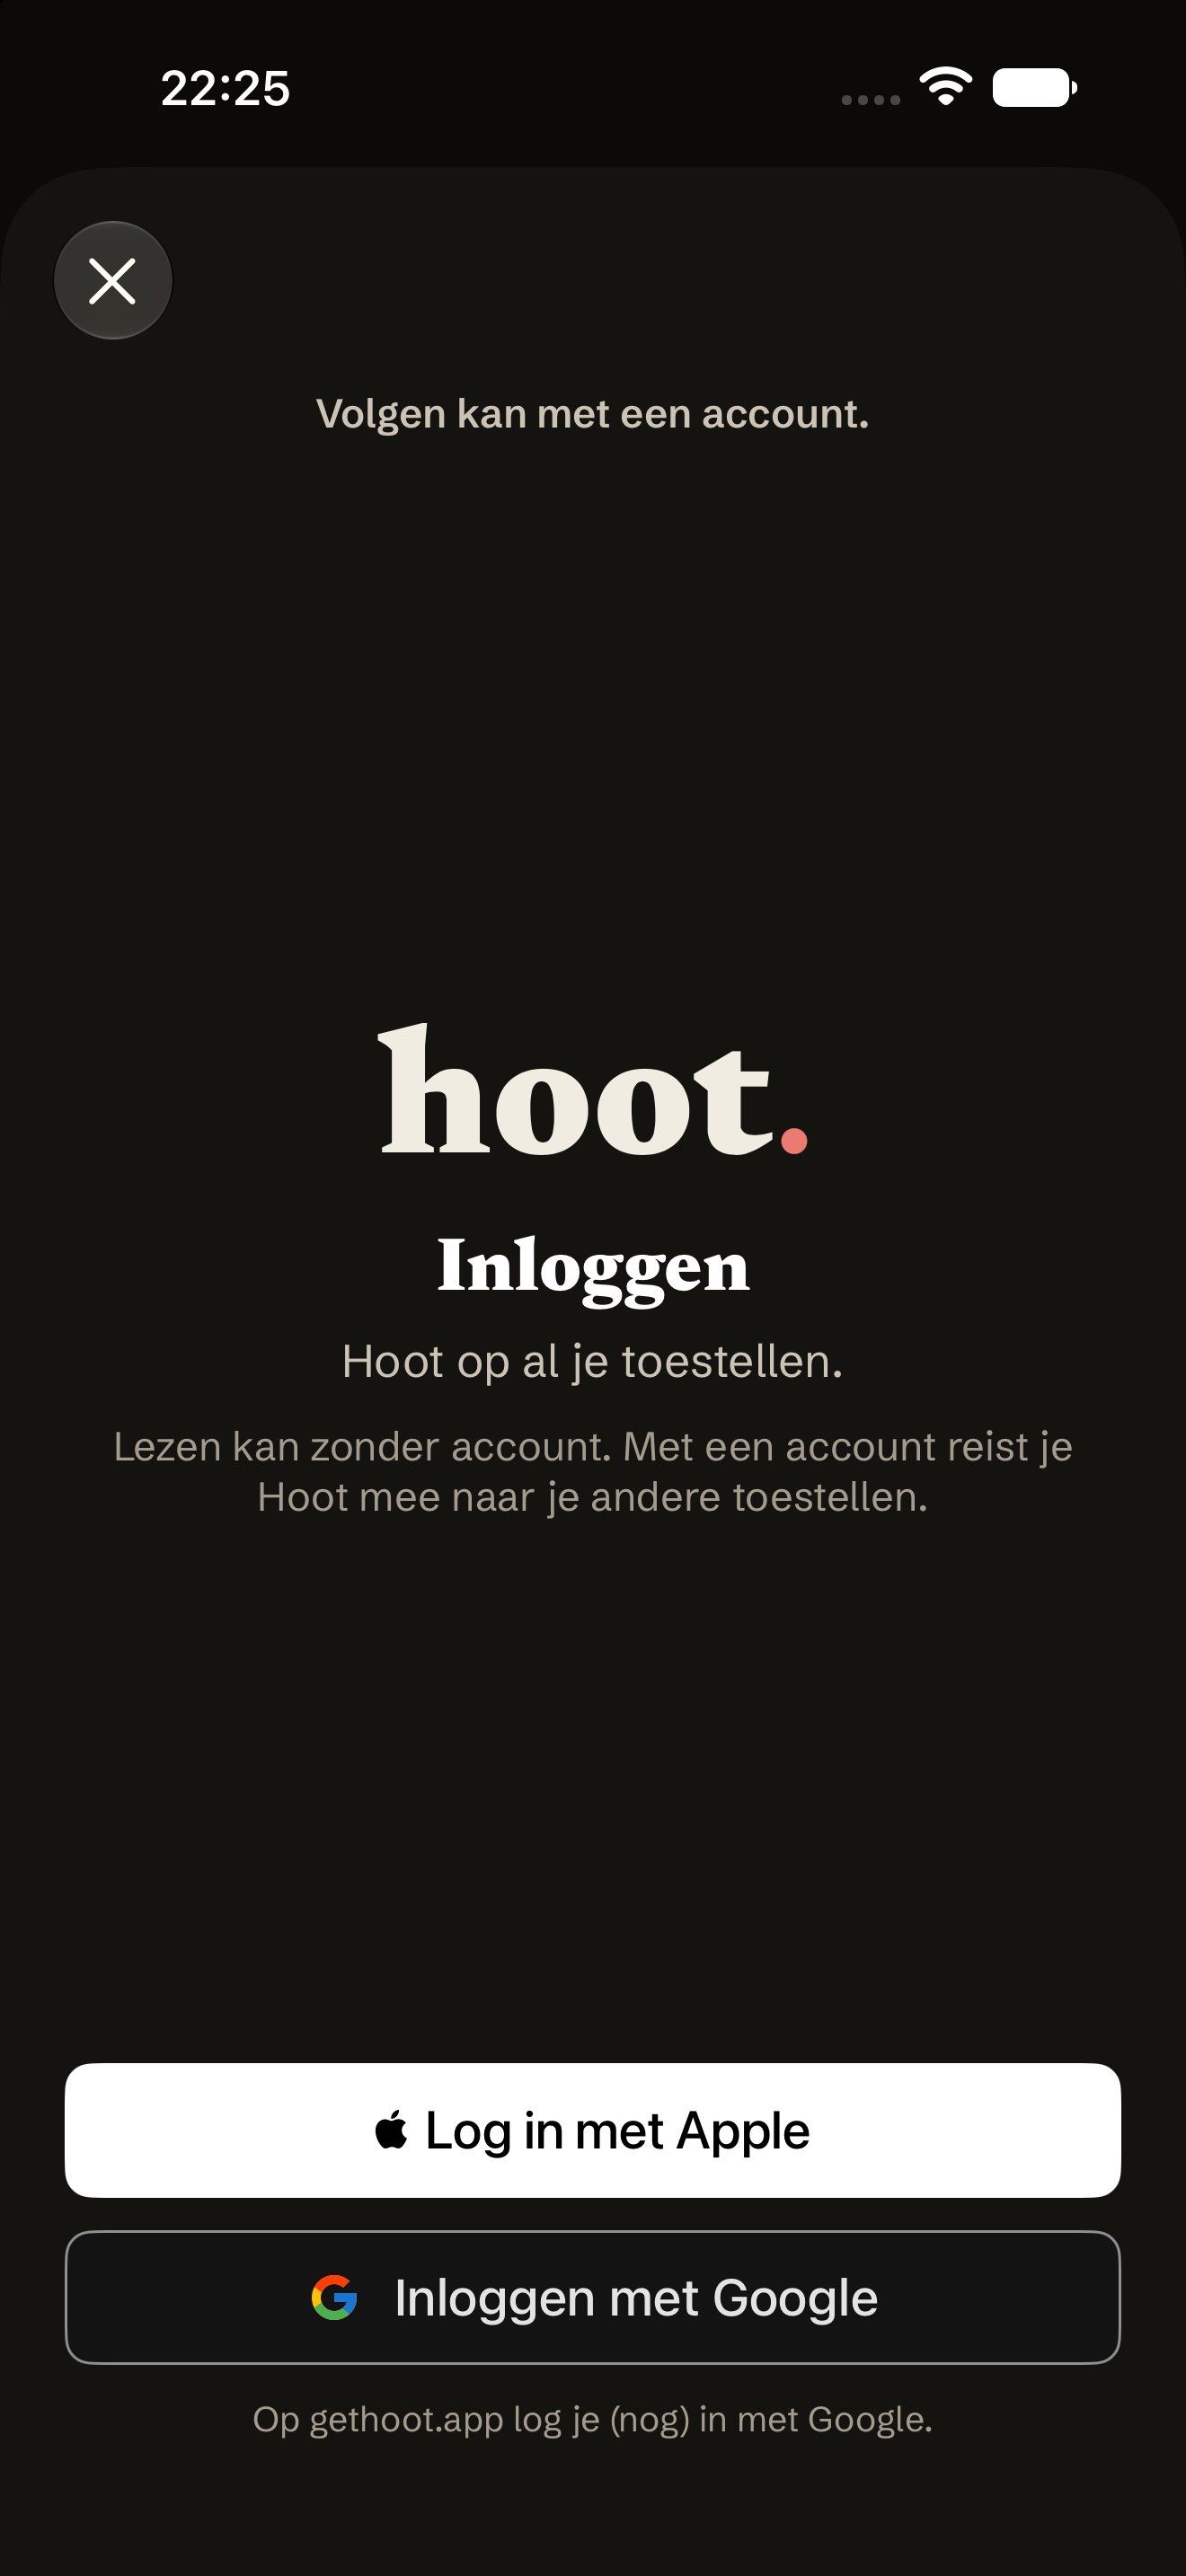 22:25
Volgen kan met een account.
hoot.
Inloggen
Hoot op al je toestellen.
Lezen kan zonder account. Met een account reist je
Hoot mee naar je andere toestellen.
Log in met Apple
Inloggen met Google
Op gethoot.app log je (nog) in met Google.